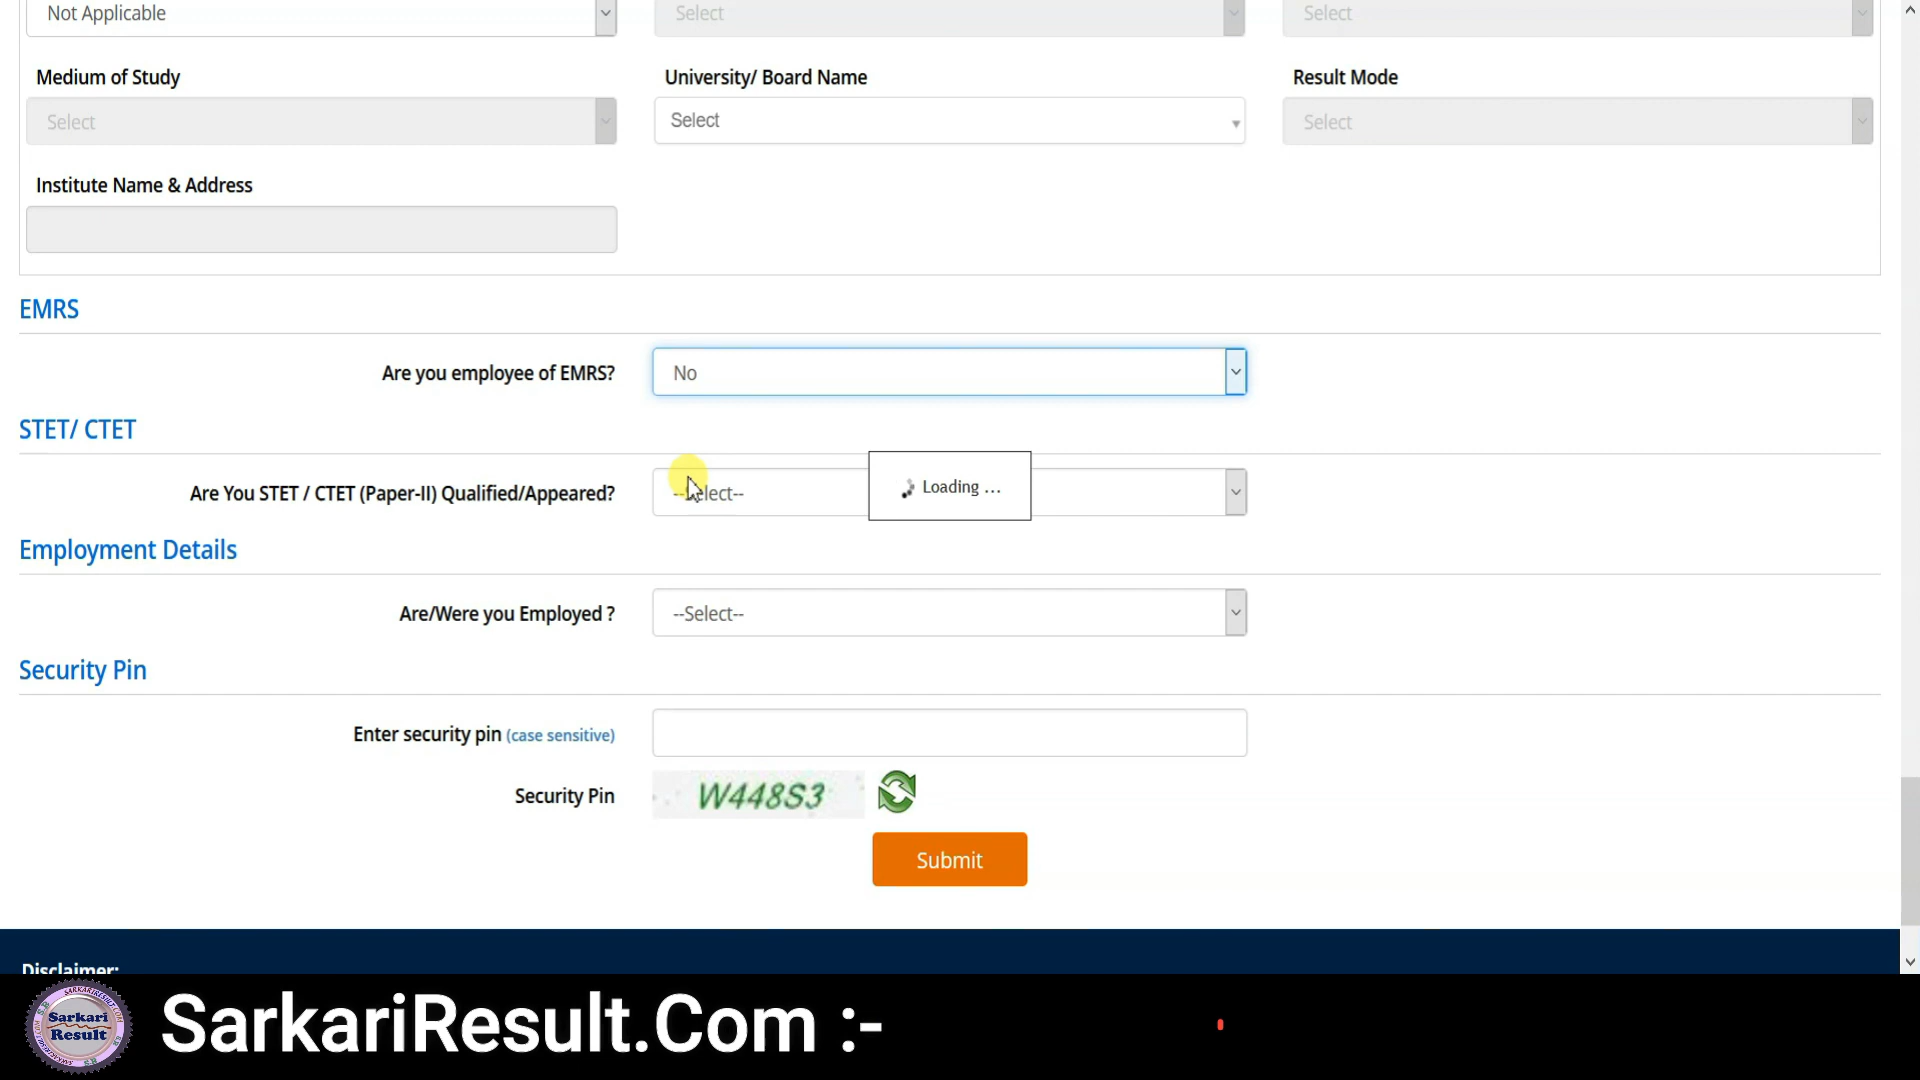 Not Applicable
Select
Select
Medium of Study
University/ Board Name
Result Mode
Select
Select
Select
Institute Name & Address
EMRS
Are you employee of EMRS?
No
STET/ CTET
Are You STET / CTET (Paper-II) Qualified/Appeared?
--Select--
Loading ...
Employment Details
Are/Were you Employed ?
--Select--
Security Pin
Enter security pin (case sensitive)
Security Pin
W448S3
Submit
Disclaimer:
Sarkari
Result
SarkariResult.Com :-